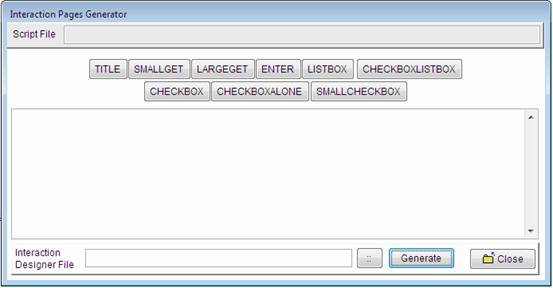 Interaction Pages Generator
Script File
TITLE SMALLGET LARGEGET ENTER LISTBOX CHECKBOXLISTBOX
CHECKBOX CHECKBOXALONE SMALLCHECKBOX
Interaction
Designer File :: Generate Close